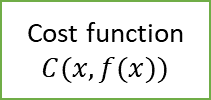 Cost function
C(x, f(x))